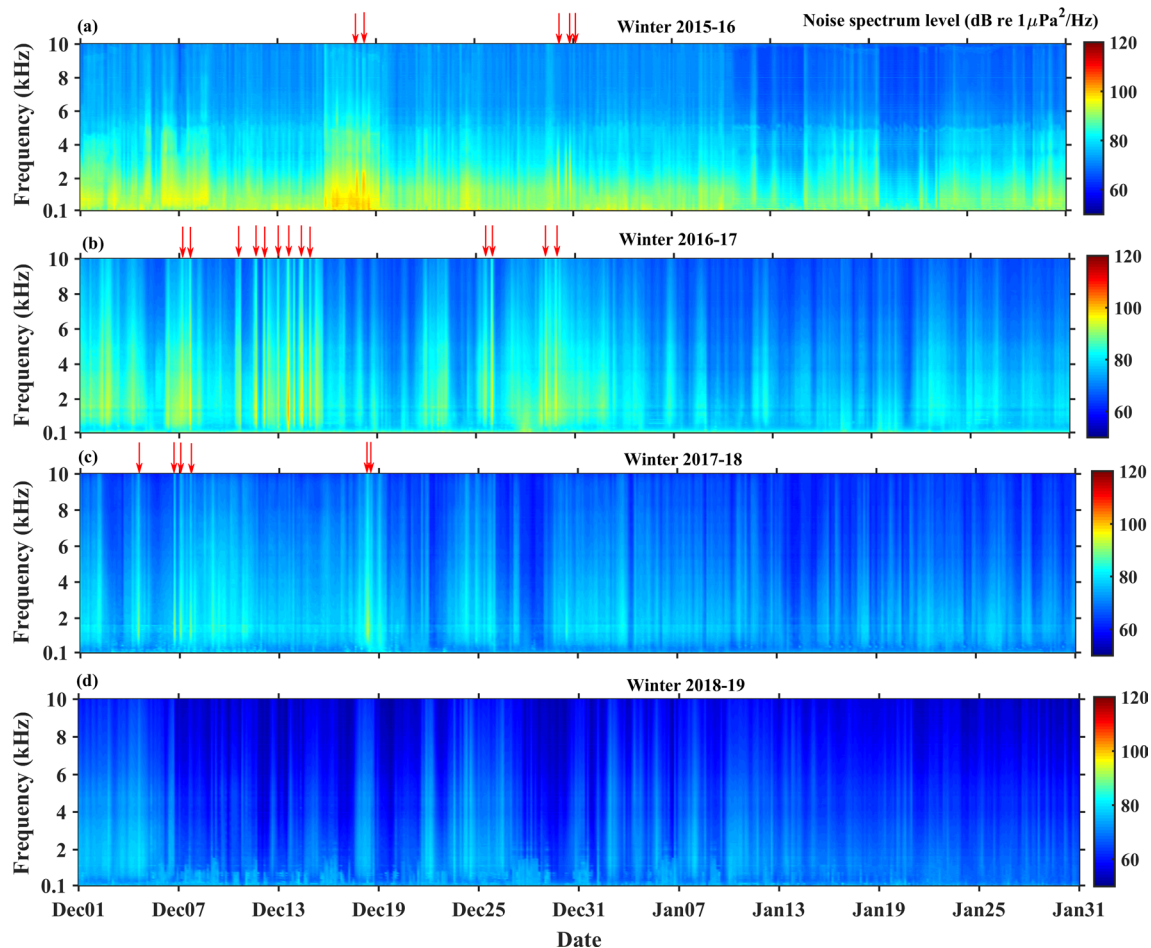 (a)
Winter 2015-16
Noise spectrum level (dB re 1μPa²/Hz)
Frequency (kHz)
10
8
6
4
2
0.1
120
100
80
60
(b)
Winter 2016-17
Frequency (kHz)
10
8
6
4
2
0.1
120
100
80
60
(c)
Winter 2017-18
Frequency (kHz)
10
8
6
4
2
0.1
120
100
80
60
(d)
Winter 2018-19
Frequency (kHz)
10
8
6
4
2
0.1
120
100
80
60
Dec01 Dec07 Dec13 Dec19 Dec25 Dec31 Jan07 Jan13 Jan19 Jan25 Jan31
Date